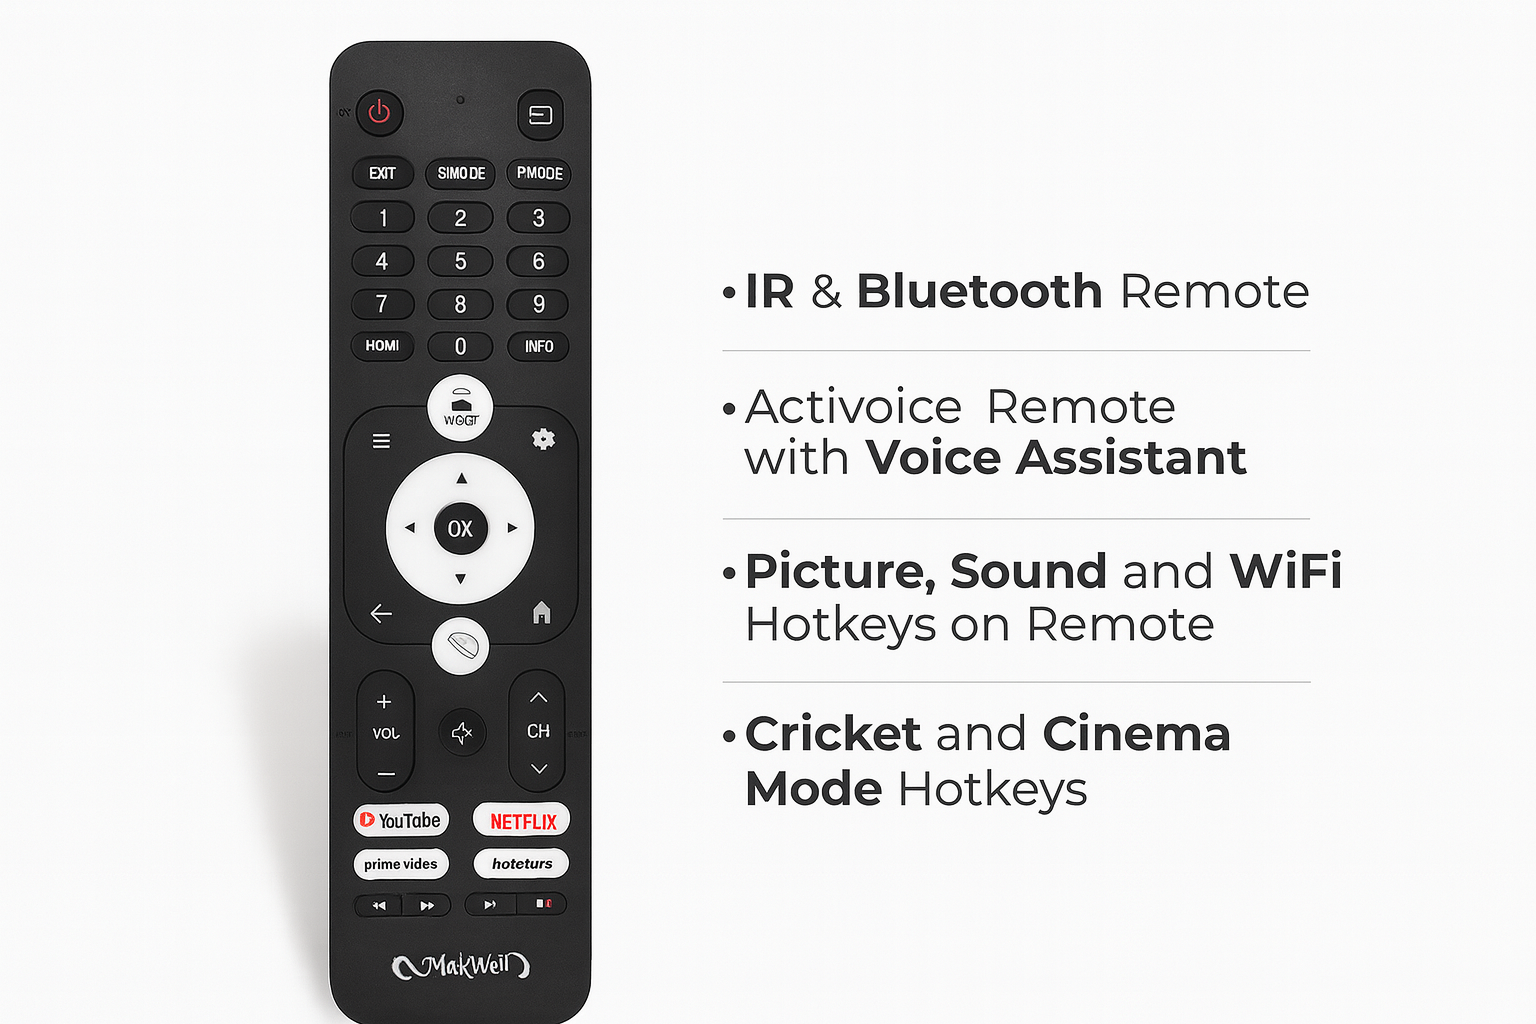 EXIT SIMODE P.MODE
1 2 3
4 5 6
7 8 9
HOMI 0 INFO
OX
VOL CH
YouTabe NETFLIX
prime vides hoteturs
MakWeil
• IR & Bluetooth Remote
• Activoice Remote
with Voice Assistant
• Picture, Sound and WiFi
Hotkeys on Remote
• Cricket and Cinema
Mode Hotkeys